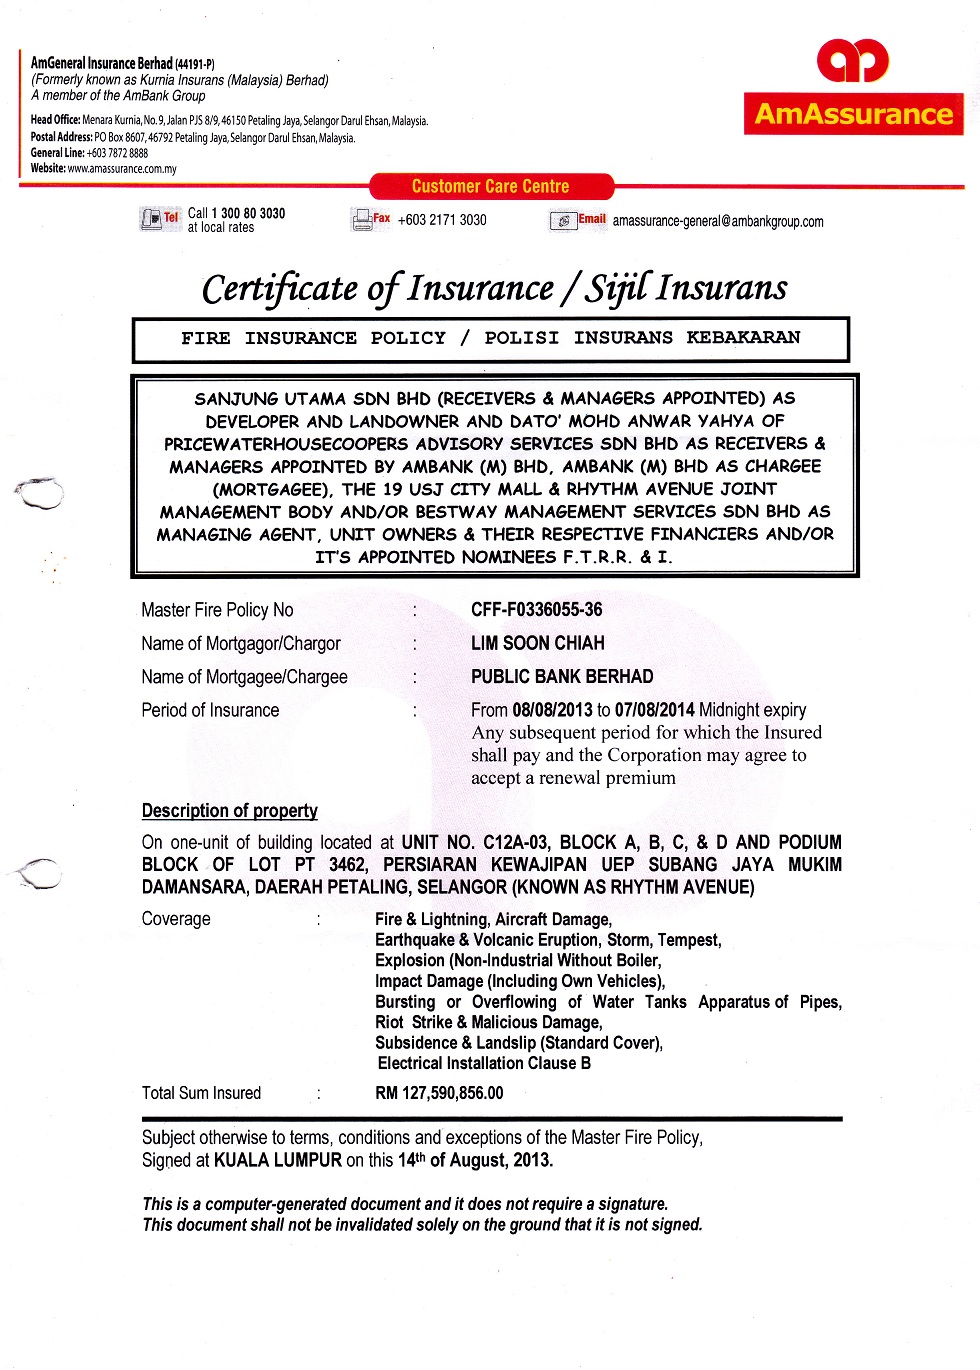 AmGeneral Insurance Berhad (44191-P)
(Formerly known as Kurnia Insurans (Malaysia) Berhad)
A member of the AmBank Group
Head Office: Menara Kurnia, No. 9, Jalan PJS 8/9, 46150 Petaling Jaya, Selangor Darul Ehsan, Malaysia.
Postal Address: PO Box 8607, 46792 Petaling Jaya, Selangor Darul Ehsan, Malaysia.
General Line: +603 7872 8888
Website: www.amassurance.com.my
AmAssurance
Customer Care Centre
Tel Call 1 300 80 3030
at local rates
Fax +603 2171 3030
Email amassurance-general@ambankgroup.com
Certificate of Insurance / Sijil Insurans
FIRE INSURANCE POLICY / POLISI INSURANS KEBAKARAN
SANJUNG UTAMA SDN BHD (RECEIVERS & MANAGERS APPOINTED) AS
DEVELOPER AND LANDOWNER AND DATO' MOHD ANWAR YAHYA OF
PRICEWATERHOUSECOOPERS ADVISORY SERVICES SDN BHD AS RECEIVERS &
MANAGERS APPOINTED BY AMBANK (M) BHD, AMBANK (M) BHD AS CHARGEE
(MORTGAGEE), THE 19 USJ CITY MALL & RHYTHM AVENUE JOINT
MANAGEMENT BODY AND/OR BESTWAY MANAGEMENT SERVICES SDN BHD AS
MANAGING AGENT, UNIT OWNERS & THEIR RESPECTIVE FINANCIERS AND/OR
IT'S APPOINTED NOMINEES F.T.R.R. & I.
Master Fire Policy No : CFF-F0336055-36
Name of Mortgagor/Chargor : LIM SOON CHIAH
Name of Mortgagee/Chargee : PUBLIC BANK BERHAD
Period of Insurance : From 08/08/2013 to 07/08/2014 Midnight expiry
Any subsequent period for which the Insured
shall pay and the Corporation may agree to
accept a renewal premium
Description of property
On one-unit of building located at UNIT NO. C12A-03, BLOCK A, B, C, & D AND PODIUM
BLOCK OF LOT PT 3462, PERSIARAN KEWAJIPAN UEP SUBANG JAYA MUKIM
DAMANSARA, DAERAH PETALING, SELANGOR (KNOWN AS RHYTHM AVENUE)
Coverage : Fire & Lightning, Aircraft Damage,
Earthquake & Volcanic Eruption, Storm, Tempest,
Explosion (Non-Industrial Without Boiler,
Impact Damage (Including Own Vehicles),
Bursting or Overflowing of Water Tanks Apparatus of Pipes,
Riot Strike & Malicious Damage,
Subsidence & Landslip (Standard Cover),
Electrical Installation Clause B
Total Sum Insured : RM 127,590,856.00
Subject otherwise to terms, conditions and exceptions of the Master Fire Policy,
Signed at KUALA LUMPUR on this 14th of August, 2013.
This is a computer-generated document and it does not require a signature.
This document shall not be invalidated solely on the ground that it is not signed.